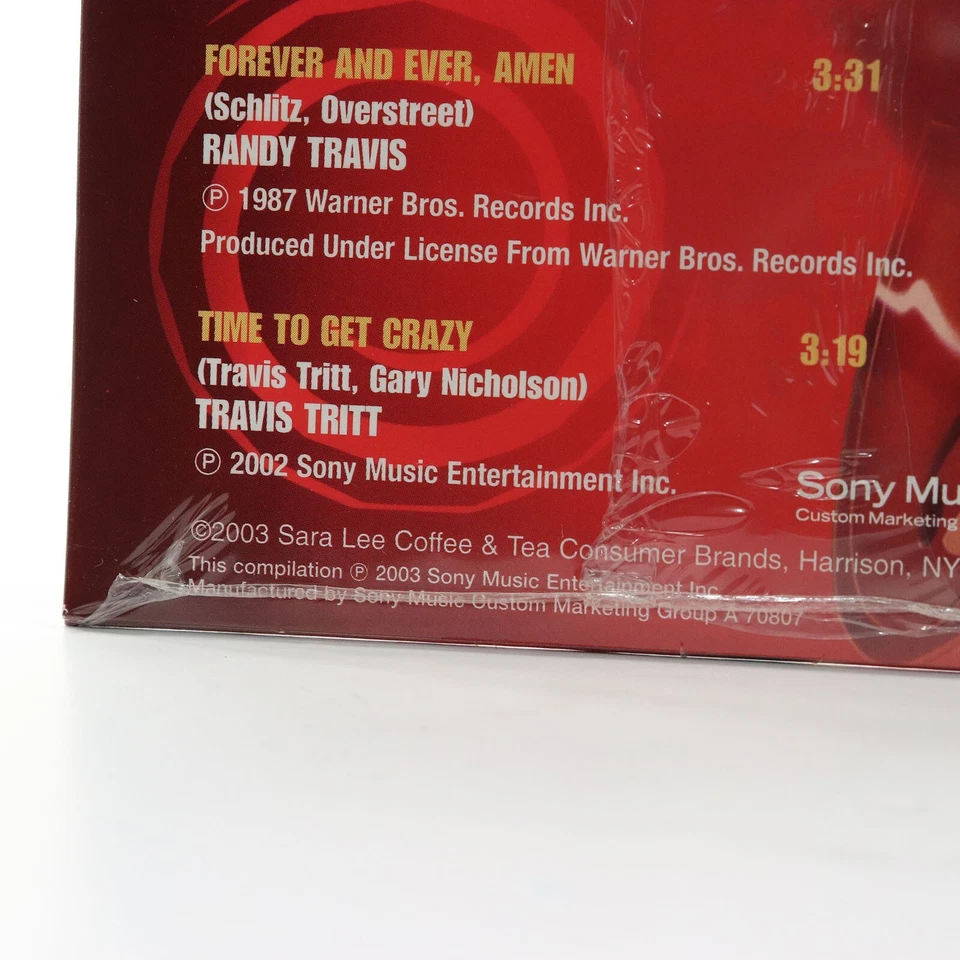 FOREVER AND EVER, AMEN 3:31
(Schlitz, Overstreet)
RANDY TRAVIS
℗ 1987 Warner Bros. Records Inc.
Produced Under License From Warner Bros. Records Inc.
TIME TO GET CRAZY 3:19
(Travis Tritt, Gary Nicholson)
TRAVIS TRITT
℗ 2002 Sony Music Entertainment Inc.
Sony Mu
Custom Marketing
©2003 Sara Lee Coffee & Tea Consumer Brands, Harrison, NY
This compilation ℗ 2003 Sony Music Entertainment Inc.
Manufactured by Sony Music Custom Marketing Group A 70807